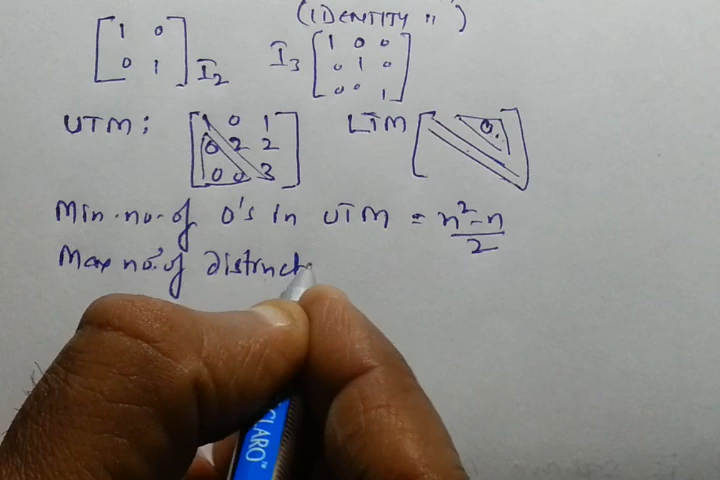 (IDENTITY ")
[1 0
0 1] I2 I3 [1 0 0
0 1 0
0 0 1]
UTM: [1 0 1
0 2 2
0 0 3] LTM [0]
Min. no. of 0's in UTM = n²-n/2
Max no. of distinct
CLARO™